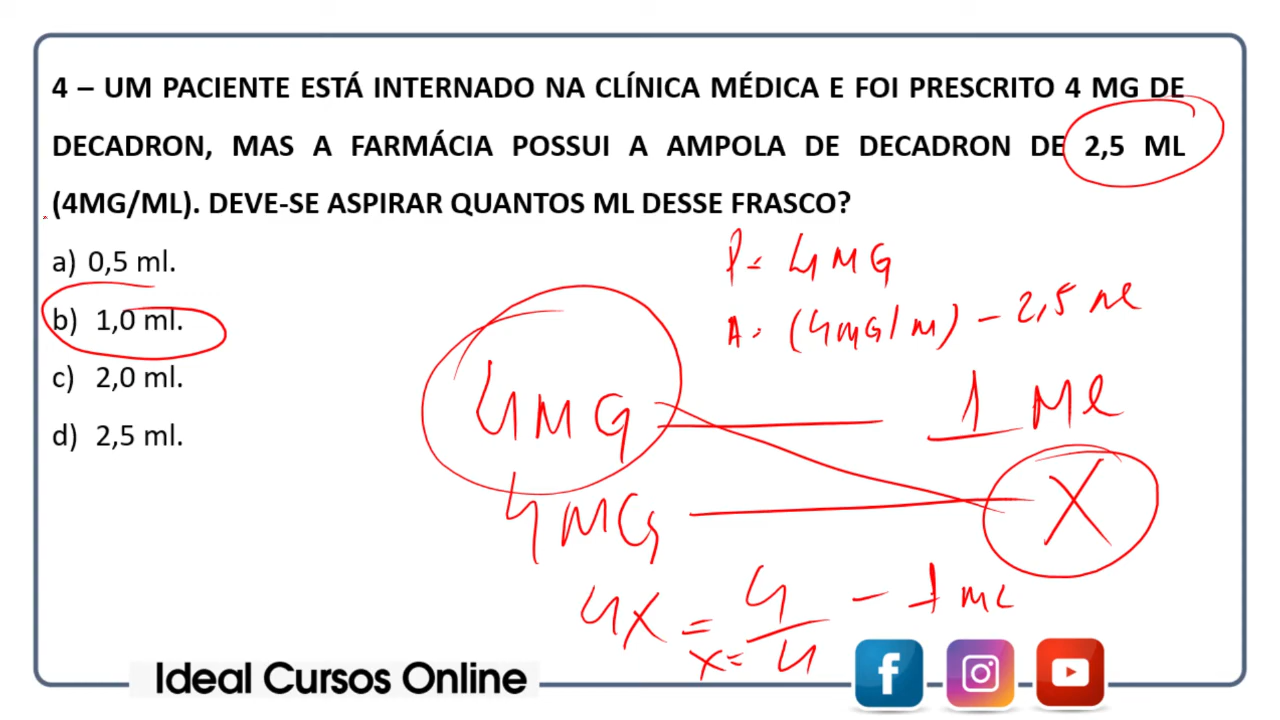 4 – UM PACIENTE ESTÁ INTERNADO NA CLÍNICA MÉDICA E FOI PRESCRITO 4 MG DE
DECADRON, MAS A FARMÁCIA POSSUI A AMPOLA DE DECADRON DE 2,5 ML
(4MG/ML). DEVE-SE ASPIRAR QUANTOS ML DESSE FRASCO?
a) 0,5 ml.
b) 1,0 ml.
c) 2,0 ml.
d) 2,5 ml.
P= 4MG
A= (4MG/M) - 2,5 Ml
4MG 1 Ml
4MG X
4X = 4 - 1 ML
X= 4
Ideal Cursos Online